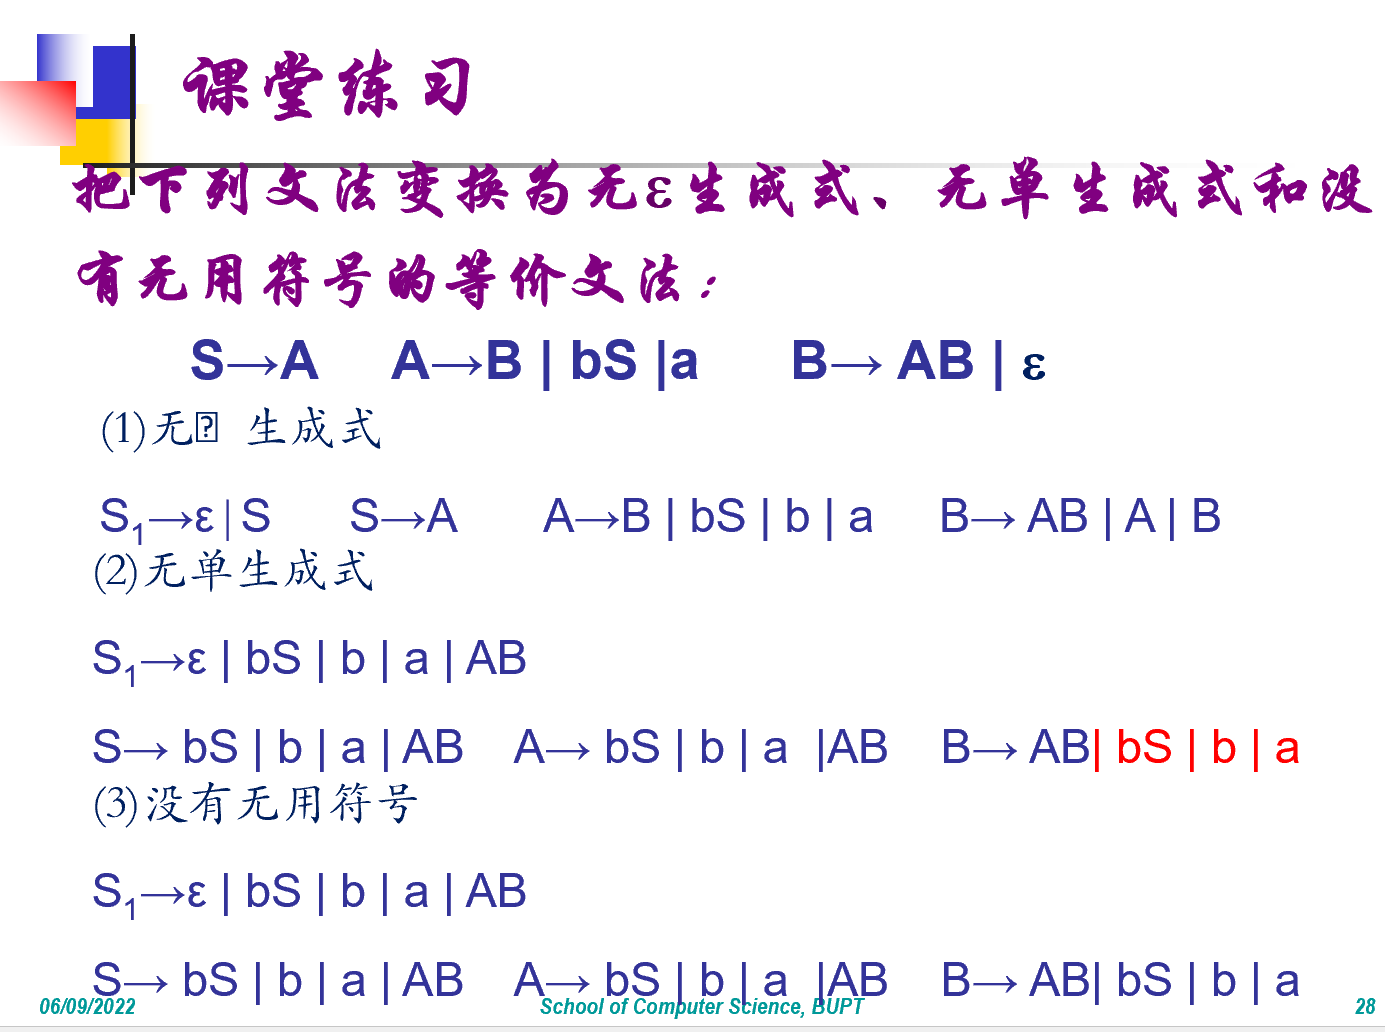 课堂练习
把下列文法变换为无ε生成式、无单生成式和没
有无用符号的等价文法：
S→A A→B | bS |a B→ AB | ε
(1)无⍰ 生成式
S₁→ε | S S→A A→B | bS | b | a B→ AB | A | B
(2)无单生成式
S₁→ε | bS | b | a | AB
S→ bS | b | a | AB A→ bS | b | a |AB B→ AB| bS | b | a
(3)没有无用符号
S₁→ε | bS | b | a | AB
S→ bS | b | a | AB A→ bS | b | a |AB B→ AB| bS | b | a
06/09/2022 School of Computer Science, BUPT 28